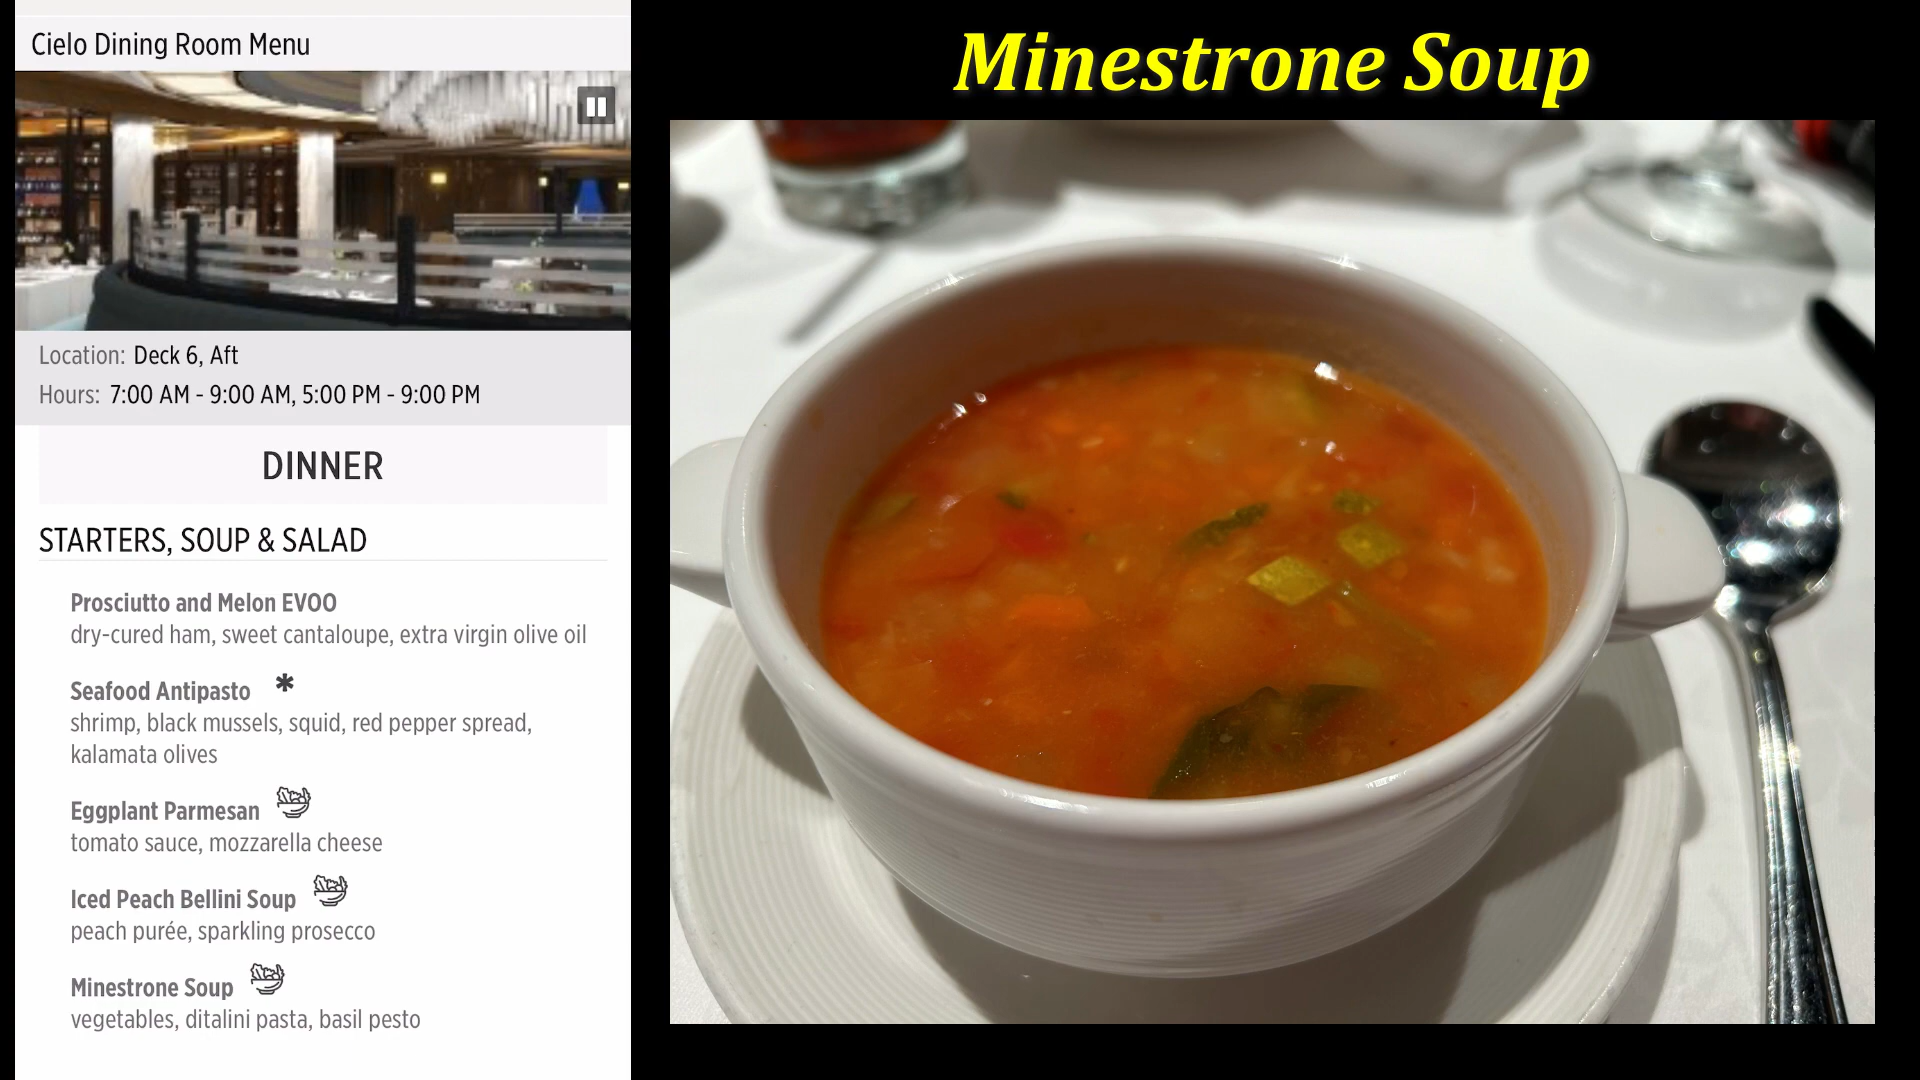 Cielo Dining Room Menu
Location: Deck 6, Aft
Hours: 7:00 AM - 9:00 AM, 5:00 PM - 9:00 PM
DINNER
STARTERS, SOUP & SALAD
Prosciutto and Melon EVOO
dry-cured ham, sweet cantaloupe, extra virgin olive oil
Seafood Antipasto *
shrimp, black mussels, squid, red pepper spread,
kalamata olives
Eggplant Parmesan
tomato sauce, mozzarella cheese
Iced Peach Bellini Soup
peach purée, sparkling prosecco
Minestrone Soup
vegetables, ditalini pasta, basil pesto
Minestrone Soup